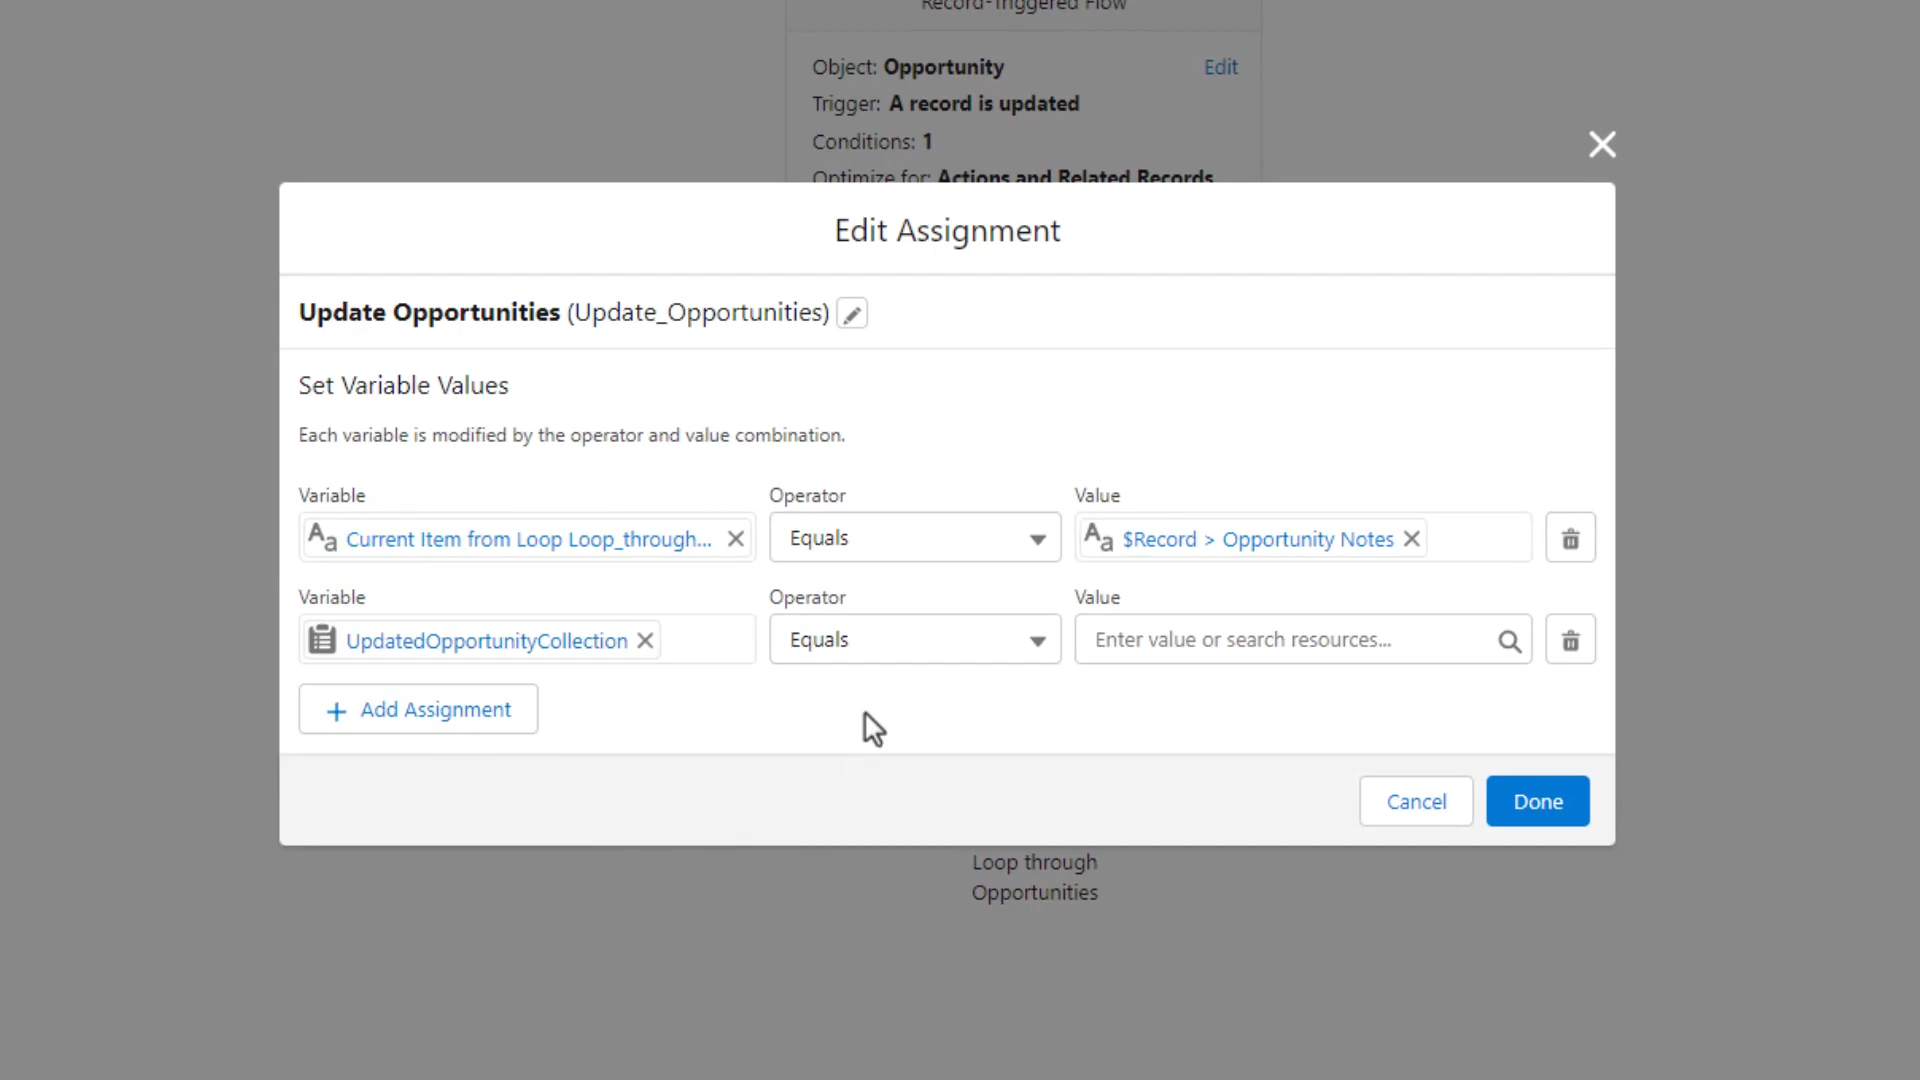 Record-Triggered Flow
Object: Opportunity Edit
Trigger: A record is updated
Conditions: 1
Optimize for: Actions and Related Records
Edit Assignment
Update Opportunities (Update_Opportunities)
Set Variable Values
Each variable is modified by the operator and value combination.
Variable Operator Value
Aa Current Item from Loop Loop_through... Equals Aa $Record > Opportunity Notes
Variable Operator Value
UpdatedOpportunityCollection Equals Enter value or search resources...
+ Add Assignment
Cancel Done
Loop through
Opportunities